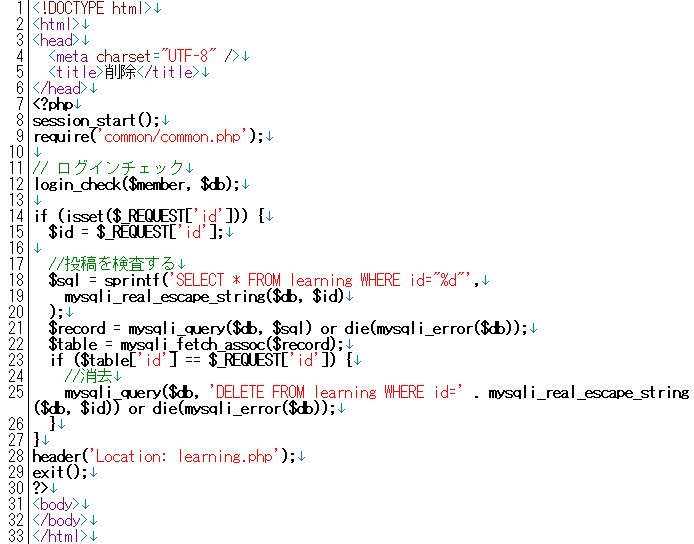 1 <!DOCTYPE html>↓
2 <html>↓
3 <head>↓
4   <meta charset="UTF-8" />↓
5   <title>削除</title>↓
6 </head>↓
7 <?php↓
8 session_start();↓
9 require('common/common.php');↓
10 ↓
11 // ログインチェック↓
12 login_check($member, $db);↓
13 ↓
14 if (isset($_REQUEST['id'])) {↓
15   $id = $_REQUEST['id'];↓
16 ↓
17   //投稿を検査する↓
18   $sql = sprintf('SELECT * FROM learning WHERE id="%d"',↓
19     mysqli_real_escape_string($db, $id)↓
20   );↓
21   $record = mysqli_query($db, $sql) or die(mysqli_error($db));↓
22   $table = mysqli_fetch_assoc($record);↓
23   if ($table['id'] == $_REQUEST['id']) {↓
24     //消去↓
25     mysqli_query($db, 'DELETE FROM learning WHERE id=' . mysqli_real_escape_string
($db, $id)) or die(mysqli_error($db));↓
26   }↓
27 }↓
28 header('Location: learning.php');↓
29 exit();↓
30 ?>↓
31 <body>↓
32 </body>↓
33 </html>↓